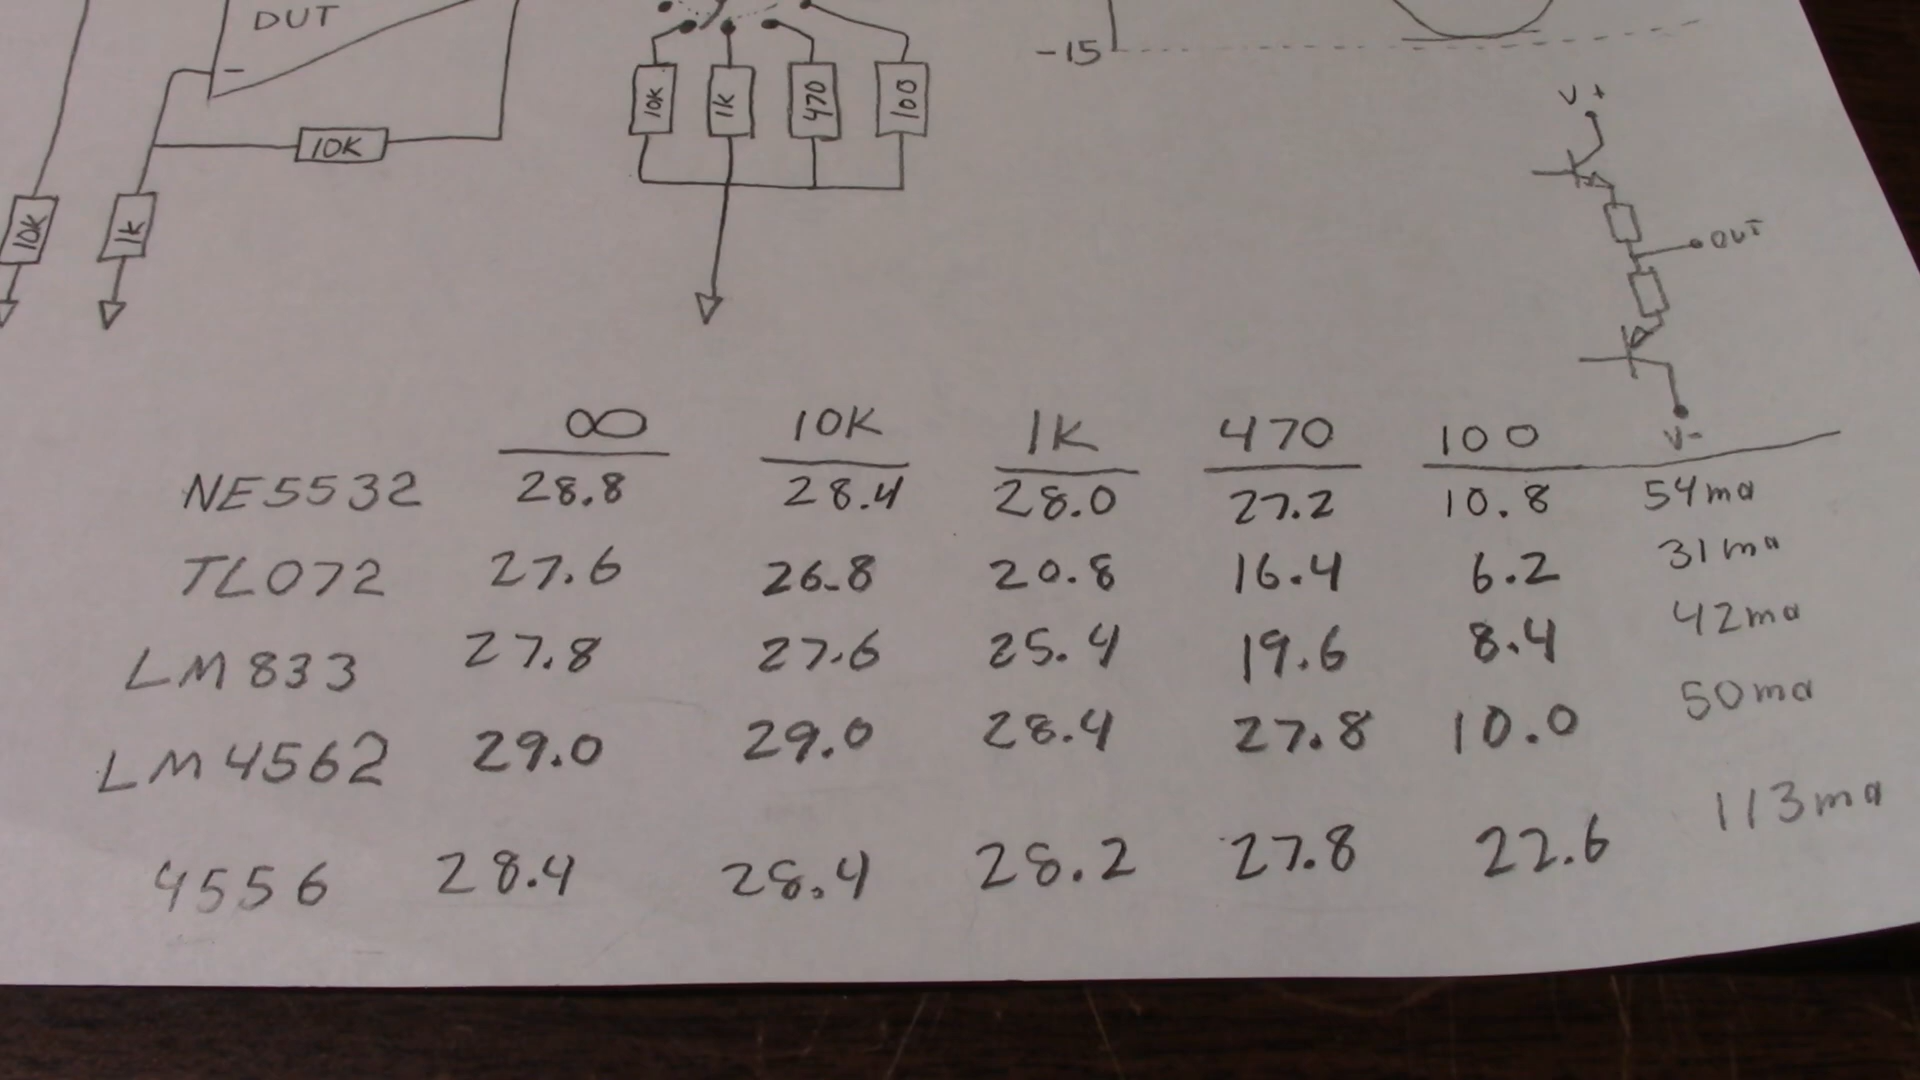 DUT
-15
-
10K 1K 470 100
V+
10K
10K 1K
OUT
V-
∞ 10K 1K 470 100
NE5532 28.8 28.4 28.0 27.2 10.8 54ma
TL072 27.6 26.8 20.8 16.4 6.2 31ma
LM833 27.8 27.6 25.4 19.6 8.4 42ma
LM4562 29.0 29.0 28.4 27.8 10.0 50ma
4556 28.4 28.4 28.2 27.8 22.6 113ma